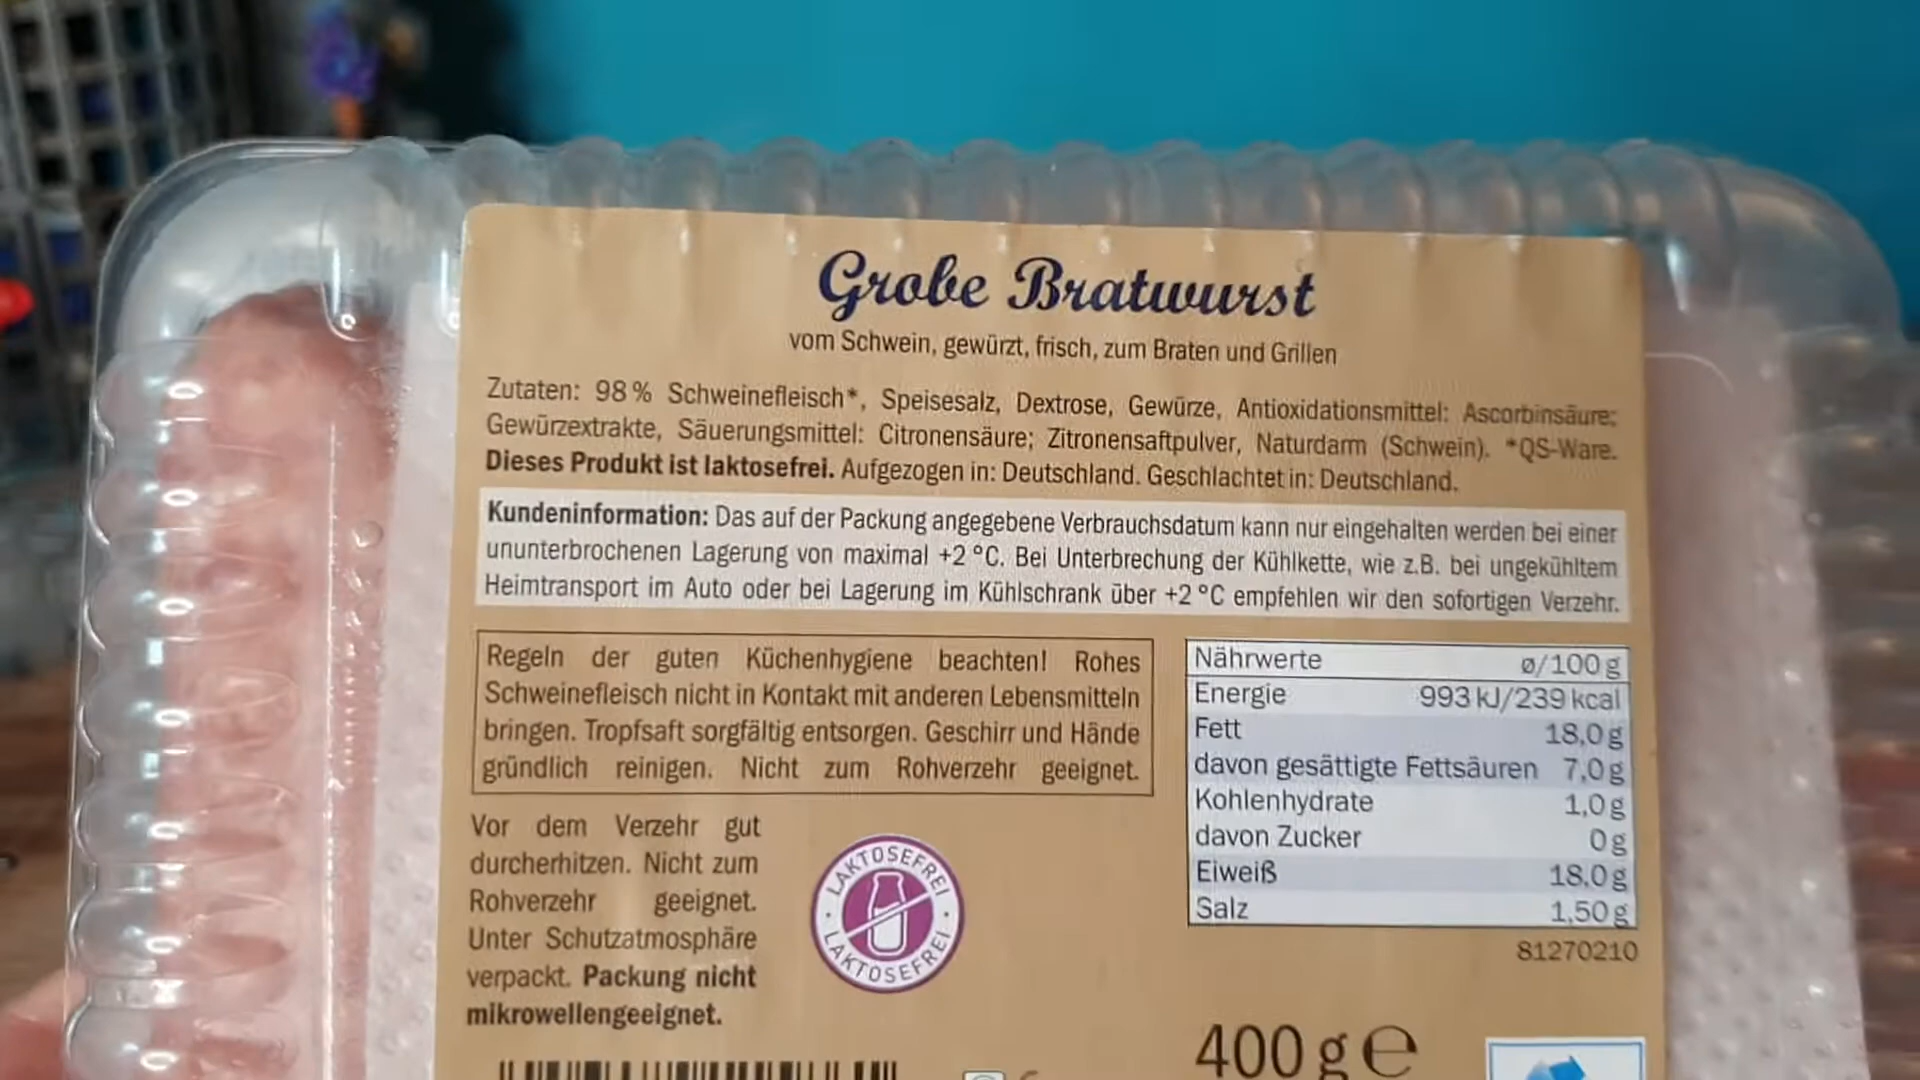 Grobe Bratwurst
vom Schwein, gewürzt, frisch, zum Braten und Grillen
Zutaten: 98 % Schweinefleisch*, Speisesalz, Dextrose, Gewürze, Antioxidationsmittel: Ascorbinsäure;
Gewürzextrakte, Säuerungsmittel: Citronensäure; Zitronensaftpulver, Naturdarm (Schwein). *QS-Ware.
Dieses Produkt ist laktosefrei. Aufgezogen in: Deutschland. Geschlachtet in: Deutschland.
Kundeninformation: Das auf der Packung angegebene Verbrauchsdatum kann nur eingehalten werden bei einer
ununterbrochenen Lagerung von maximal +2 °C. Bei Unterbrechung der Kühlkette, wie z.B. bei ungekühltem
Heimtransport im Auto oder bei Lagerung im Kühlschrank über +2 °C empfehlen wir den sofortigen Verzehr.
Regeln der guten Küchenhygiene beachten! Rohes
Schweinefleisch nicht in Kontakt mit anderen Lebensmitteln
bringen. Tropfsaft sorgfältig entsorgen. Geschirr und Hände
gründlich reinigen. Nicht zum Rohverzehr geeignet.
Nährwerte ø/100 g
Energie 993 kJ/239 kcal
Fett 18,0 g
davon gesättigte Fettsäuren 7,0 g
Kohlenhydrate 1,0 g
davon Zucker 0 g
Eiweiß 18,0 g
Salz 1,50 g
81270210
Vor dem Verzehr gut
durcherhitzen. Nicht zum
Rohverzehr geeignet.
Unter Schutzatmosphäre
verpackt. Packung nicht
mikrowellengeeignet.
LAKTOSEFREI
LAKTOSEFREI
400 g e